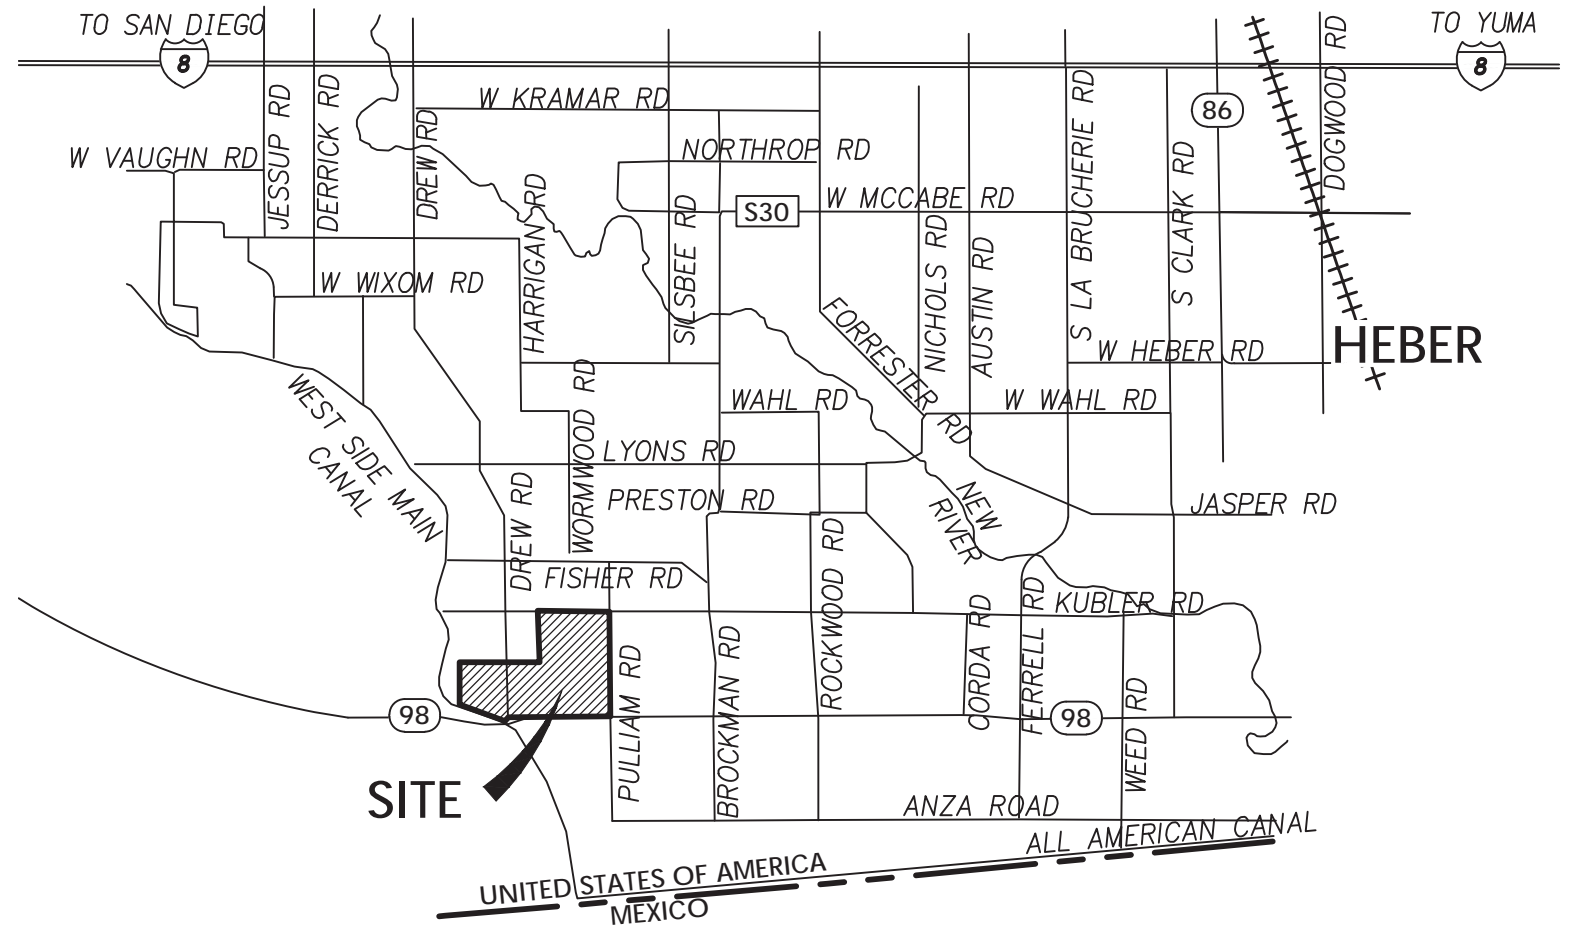 TO SAN DIEGO
8
TO YUMA
8
JESSUP RD
DERRICK RD
DREW RD
W KRAMAR RD
86
DOGWOOD RD
W VAUGHN RD
NORTHROP RD
S LA BRUCHERIE RD
S CLARK RD
HARRIGAN RD
SILSBEE RD
S30
W MCCABE RD
NICHOLS RD
AUSTIN RD
W WIXOM RD
FORRESTER RD
W HEBER RD
HEBER
WEST SIDE MAIN
CANAL
WORMWOOD RD
WAHL RD
W WAHL RD
LYONS RD
PRESTON RD
NEW
RIVER
JASPER RD
DREW RD
FISHER RD
ROCKWOOD RD
CORDA RD
FERRELL RD
KUBLER RD
PULLIAM RD
BROCKMAN RD
WEED RD
98
98
SITE
ANZA ROAD
ALL AMERICAN CANAL
UNITED STATES OF AMERICA
MEXICO